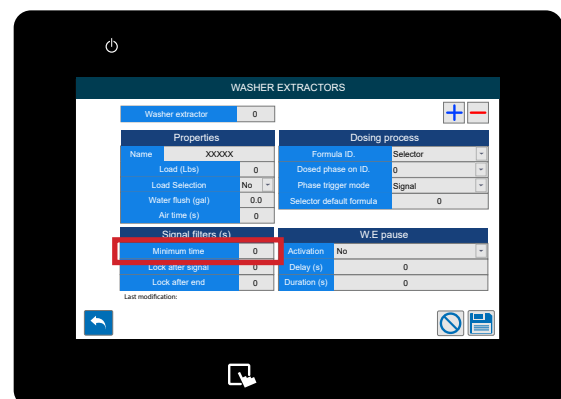 WASHER EXTRACTORS
Washer extractor 0
Properties
Name XXXXX
Load (Lbs) 0
Load Selection No
Water flush (gal) 0.0
Air time (s) 0
Dosing process
Formula ID. Selector
Dosed phase on ID. 0
Phase trigger mode Signal
Selector default formula 0
Signal filters (s)
Minimum time 0
Lock after signal 0
Lock after end 0
W.E pause
Activation No
Delay (s) 0
Duration (s) 0
Last modification: